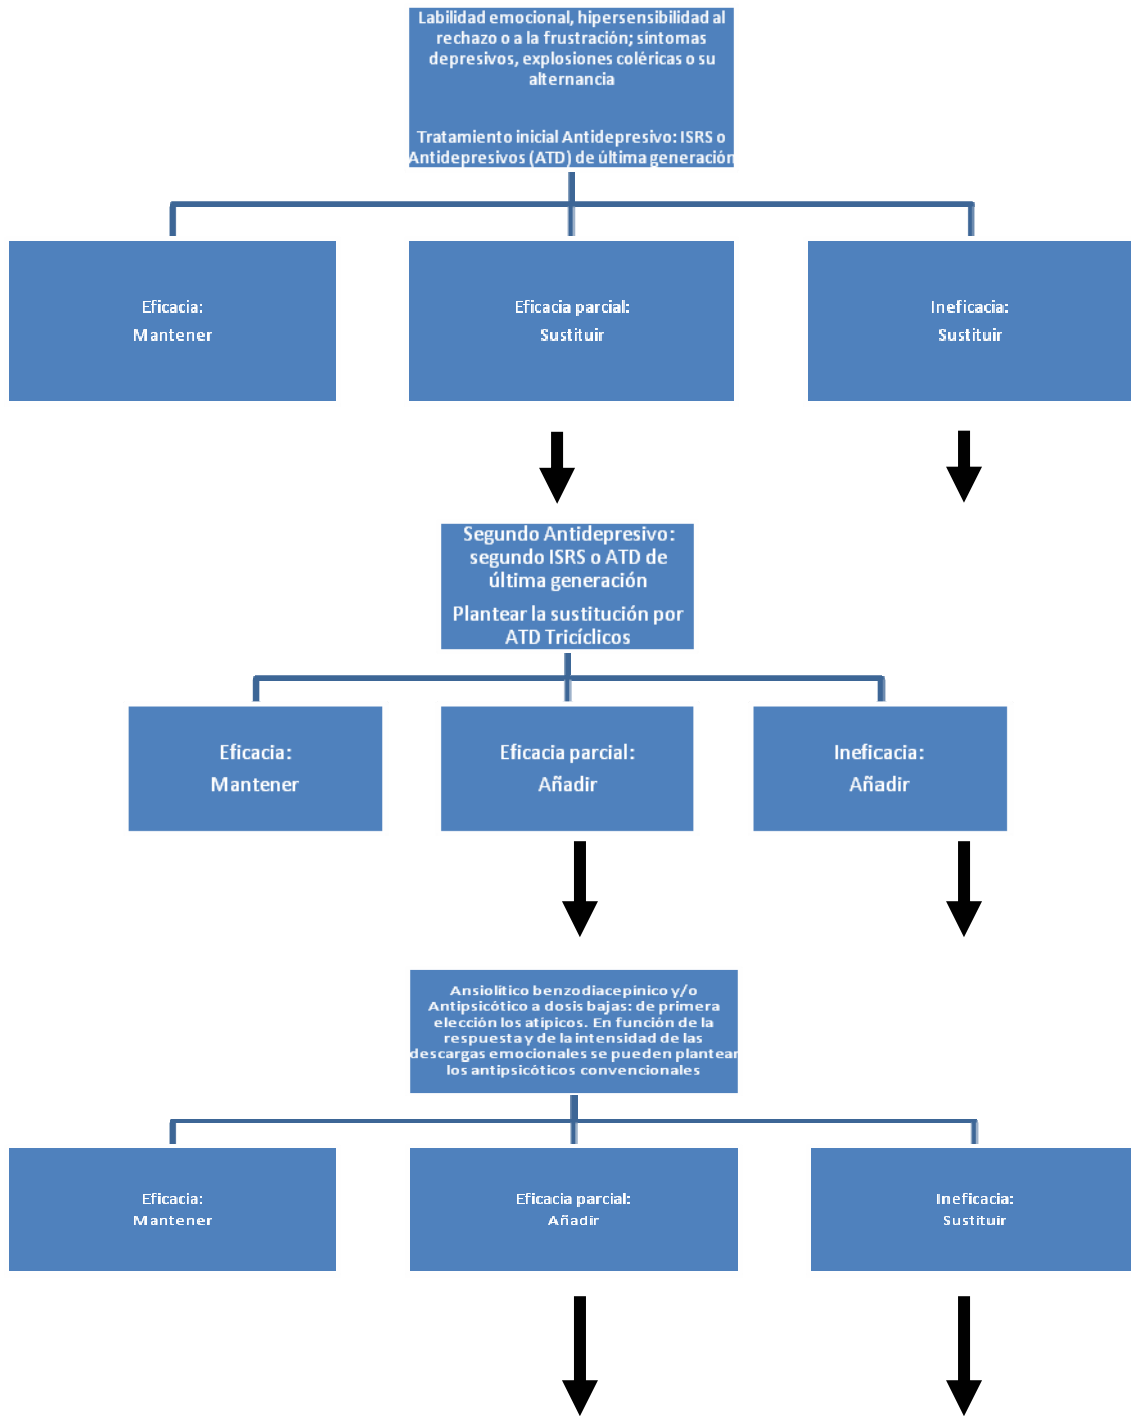 Labilidad emocional, hipersensibilidad al
rechazo o a la frustración; síntomas
depresivos, explosiones coléricas o su
alternancia
Tratamiento inicial Antidepresivo: ISRS o
Antidepresivos (ATD) de última generación
Eficacia:
Mantener
Eficacia parcial:
Sustituir
Ineficacia:
Sustituir
Segundo Antidepresivo:
segundo ISRS o ATD de
última generación
Plantear la sustitución por
ATD Tricíclicos
Eficacia:
Mantener
Eficacia parcial:
Añadir
Ineficacia:
Añadir
Ansiolítico benzodiacepínico y/o
Antipsicótico a dosis bajas: de primera
elección los atípicos. En función de la
respuesta y de la intensidad de las
descargas emocionales se pueden plantear
los antipsicóticos convencionales
Eficacia:
Mantener
Eficacia parcial:
Añadir
Ineficacia:
Sustituir